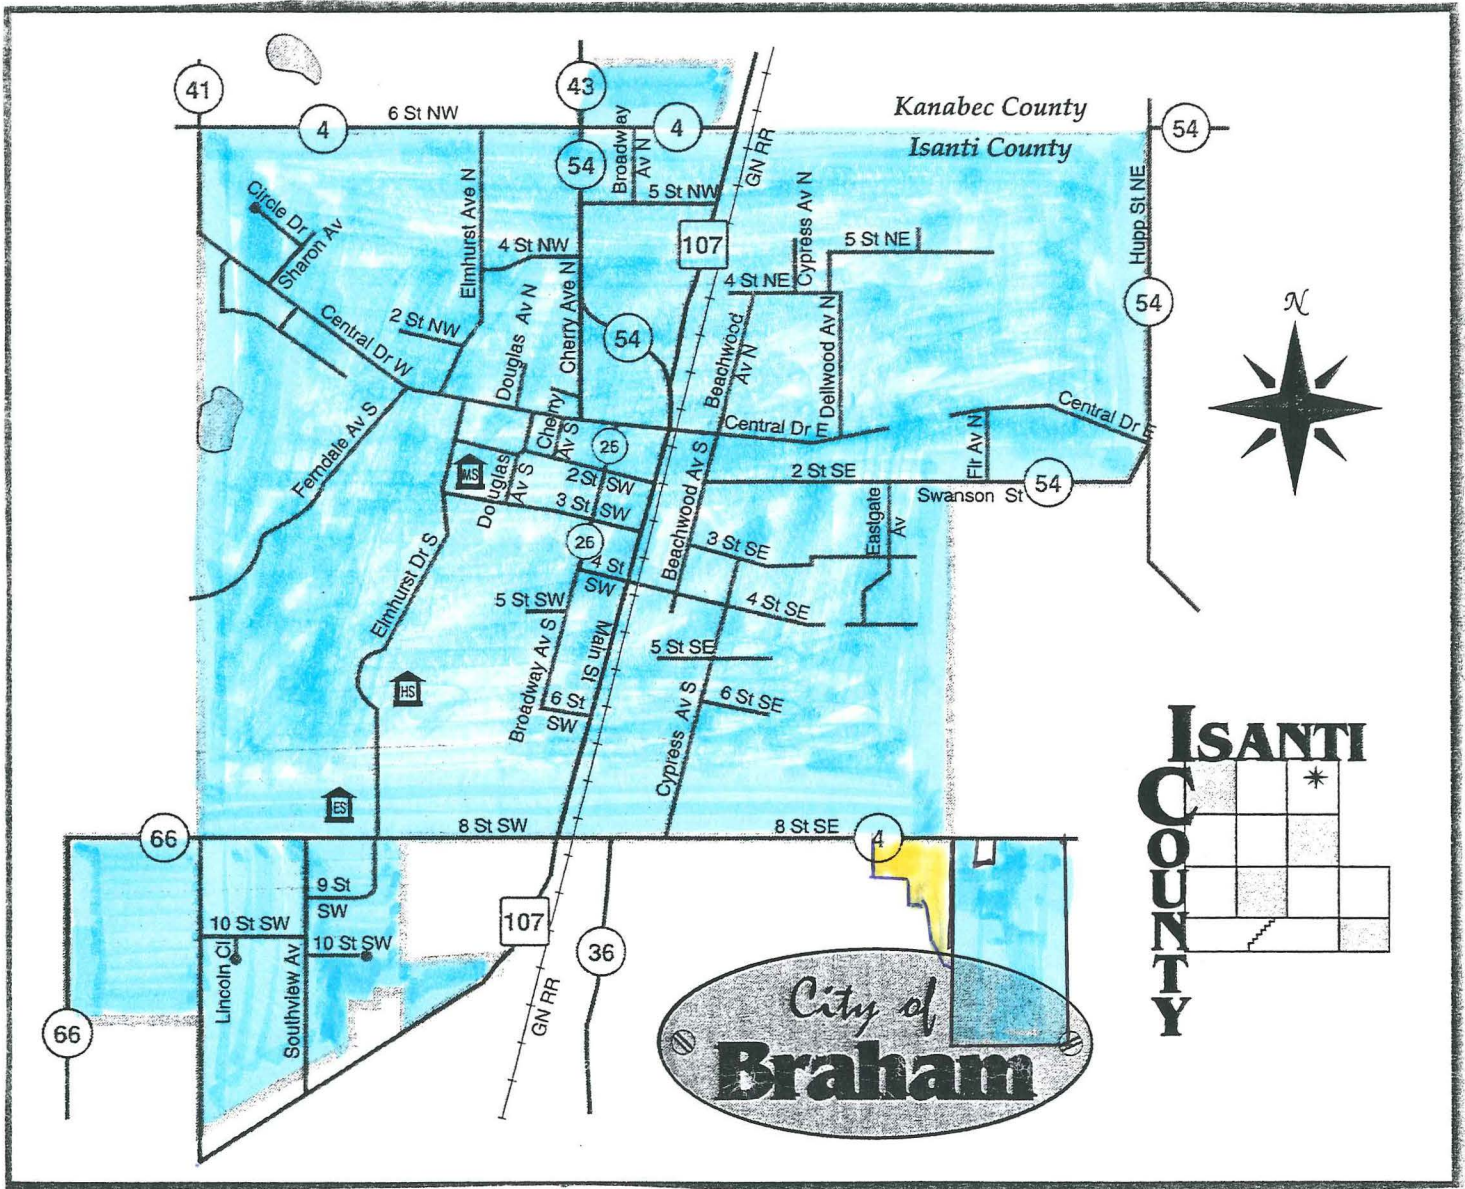 41
43
4
6 St NW
4
Kanabec County
Isanti County
54
54
Broadway
Av N
GN RR
5 St NW
Circle Dr
Sharon Av
Elmhurst Ave N
4 St NW
107
Cypress Av N
5 St NE
Hupp St NE
4 St NE
54
N
2 St NW
Central Dr W
Douglas Av N
Cherry Ave N
54
Beachwood
Av N
Dellwood Av N
Ferndale Av S
Cherry
Av S
26
Central Dr E
Fir Av N
Central Dr E
MS
Douglas
Av S
2 St SW
3 St SW
Beachwood Av S
2 St SE
Swanson St
54
Eastgate
Av
26
4 St
SW
3 St SE
Elmhurst Dr S
5 St SW
4 St SE
Broadway Av S
Main St
5 St SE
HS
6 St
SW
Cypress Av S
6 St SE
ISANTI
COUNTY
ES
66
8 St SW
8 St SE
4
9 St
SW
10 St SW
10 St SW
107
36
Lincoln Cl
Southview Av
66
GN RR
City of
Braham